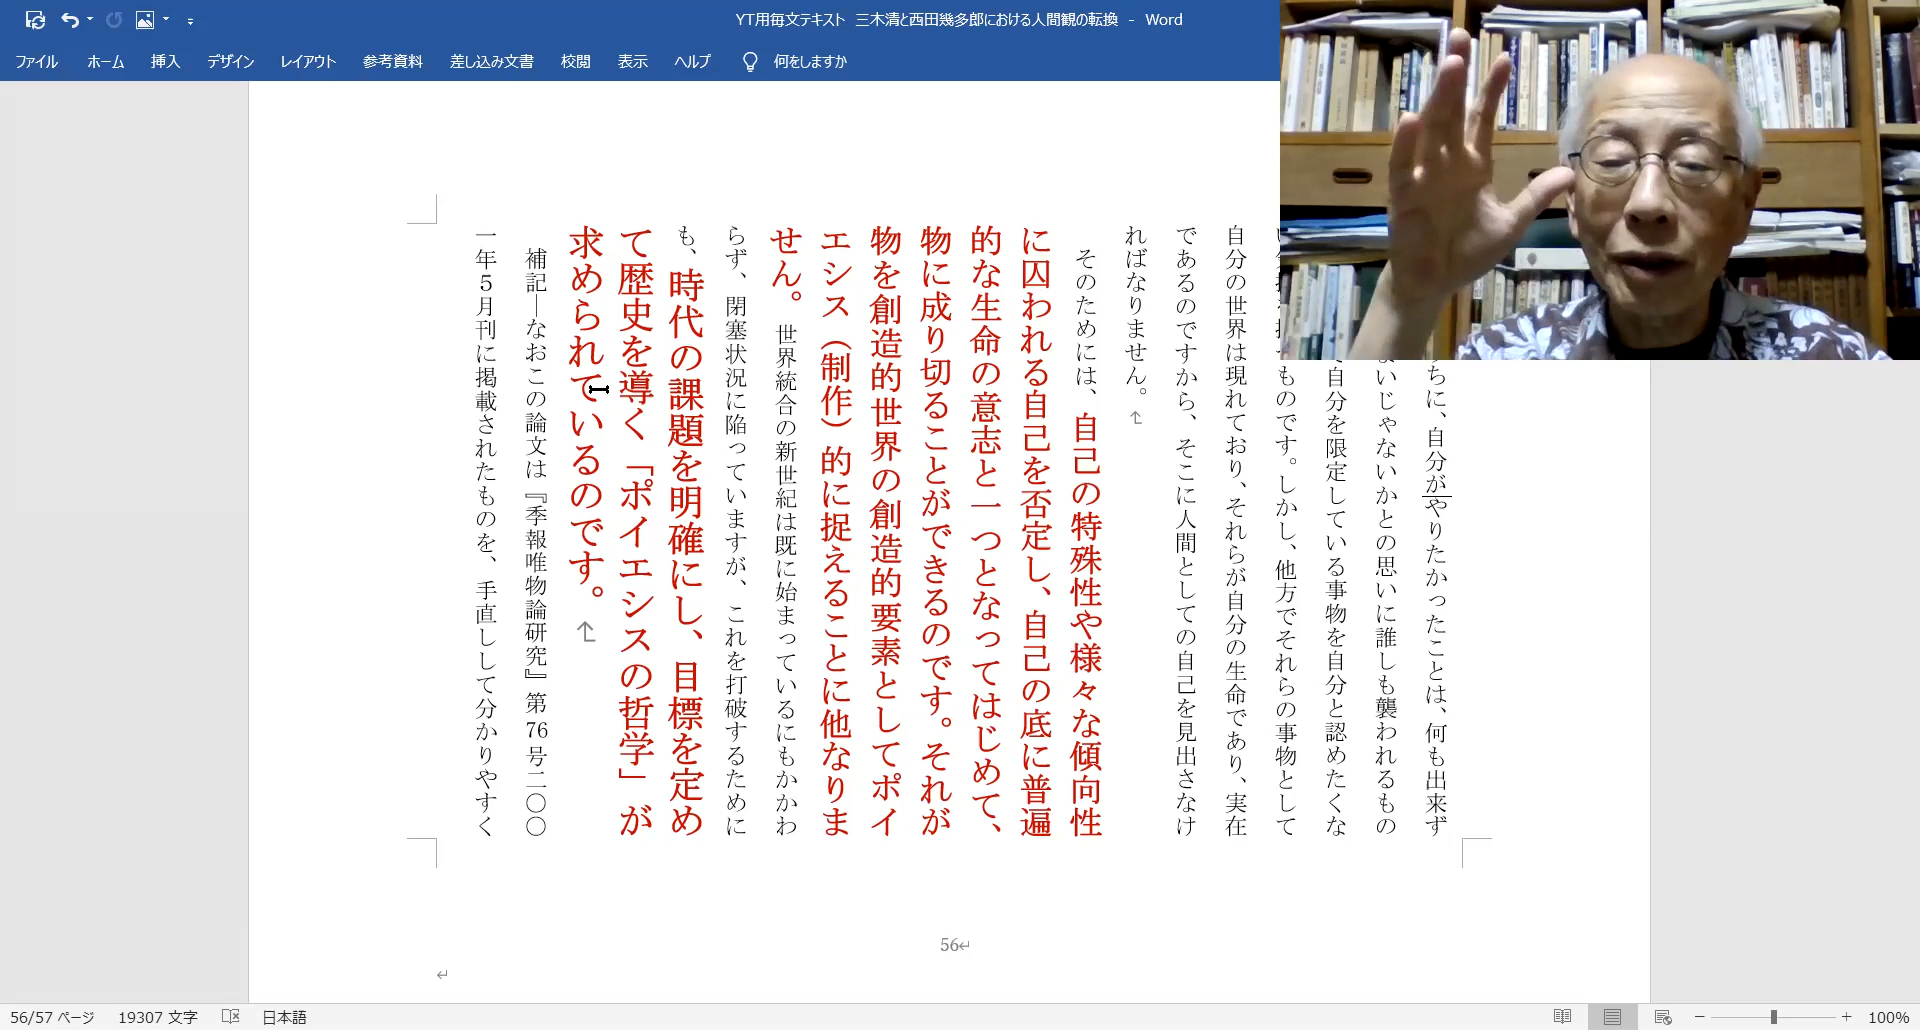 YT用毎文テキスト 三木清と西田幾多郎における人間観の転換 - Word
ファイル ホーム 挿入 デザイン レイアウト 参考資料 差し込み文書 校閲 表示 ヘルプ 何をしますか
ちに、自分がやりたかったことは、何も出来ず
ないじゃないかとの思いに誰しも襲われるもの
自分を限定している事物を自分と認めたくな
ものです。しかし、他方でそれらの事物として
自分の世界は現れており、それらが自分の生命であり、実在
であるのですから、そこに人間としての自己を見出さなけ
ればなりません。
そのためには、自己の特殊性や様々な傾向性
に囚われる自己を否定し、自己の底に普遍
的な生命の意志と一つとなってはじめて、
物に成り切ることができるのです。それが
物を創造的世界の創造的要素としてポイ
エシス（制作）的に捉えることに他なりま
せん。世界統合の新世紀は既に始まっているにもかかわ
らず、閉塞状況に陥っていますが、これを打破するために
も、時代の課題を明確にし、目標を定め
て歴史を導く「ポイエシスの哲学」が
求められているのです。
補記―なおこの論文は『季報唯物論研究』第76号二〇〇
一年５月刊に掲載されたものを、手直しして分かりやすく
56
56/57 ページ 19307 文字 日本語 100%